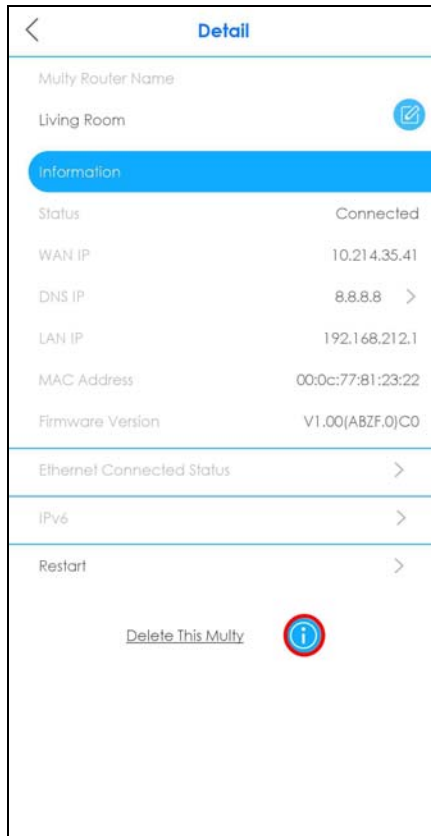 Detail
Multy Router Name
Living Room
Information
Status Connected
WAN IP 10.214.35.41
DNS IP 8.8.8.8 >
LAN IP 192.168.212.1
MAC Address 00:0c:77:81:23:22
Firmware Version V1.00(ABZF.0)C0
Ethernet Connected Status >
IPv6 >
Restart >
Delete This Multy i